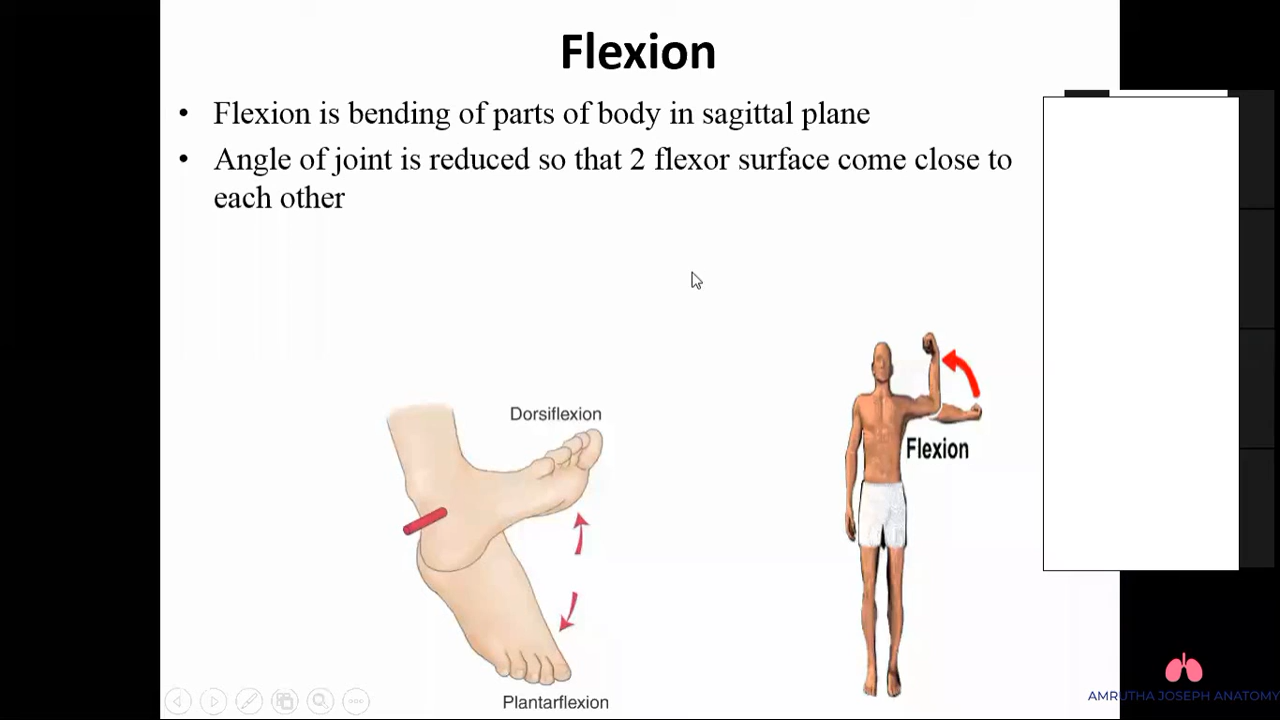 Flexion
• Flexion is bending of parts of body in sagittal plane
• Angle of joint is reduced so that 2 flexor surface come close to
each other
Dorsiflexion
Flexion
Plantarflexion
AMRUTHA JOSEPH ANATOMY